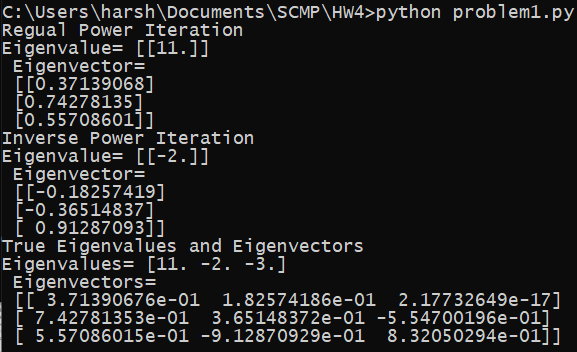 C:\Users\harsh\Documents\SCMP\HW4>python problem1.py
Regual Power Iteration
Eigenvalue= [[11.]]
 Eigenvector=
 [[0.37139068]
 [0.74278135]
 [0.55708601]]
Inverse Power Iteration
Eigenvalue= [[-2.]]
 Eigenvector=
 [[-0.18257419]
 [-0.36514837]
 [ 0.91287093]]
True Eigenvalues and Eigenvectors
Eigenvalues= [11. -2. -3.]
 Eigenvectors=
 [[ 3.71390676e-01  1.82574186e-01  2.17732649e-17]
 [ 7.42781353e-01  3.65148372e-01 -5.54700196e-01]
 [ 5.57086015e-01 -9.12870929e-01  8.32050294e-01]]